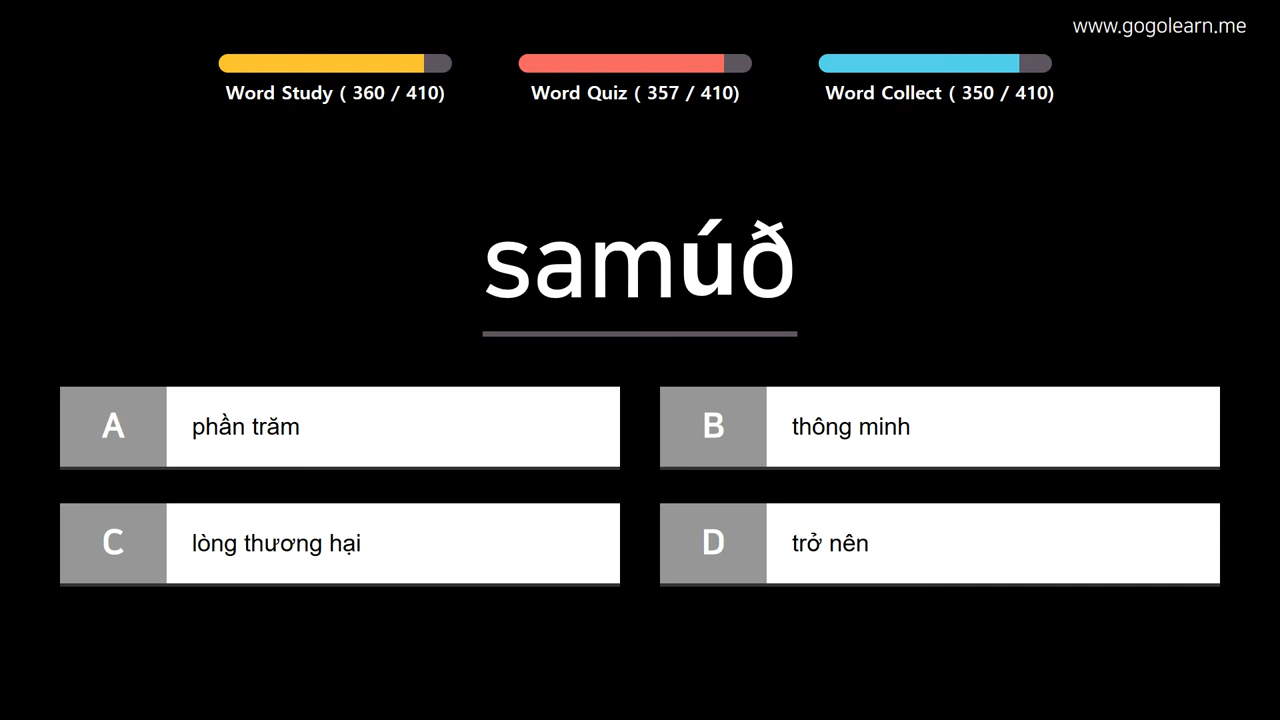 www.gogolearn.me
Word Study ( 360 / 410)
Word Quiz ( 357 / 410)
Word Collect ( 350 / 410)
samúð
A phần trăm
B thông minh
C lòng thương hại
D trở nên